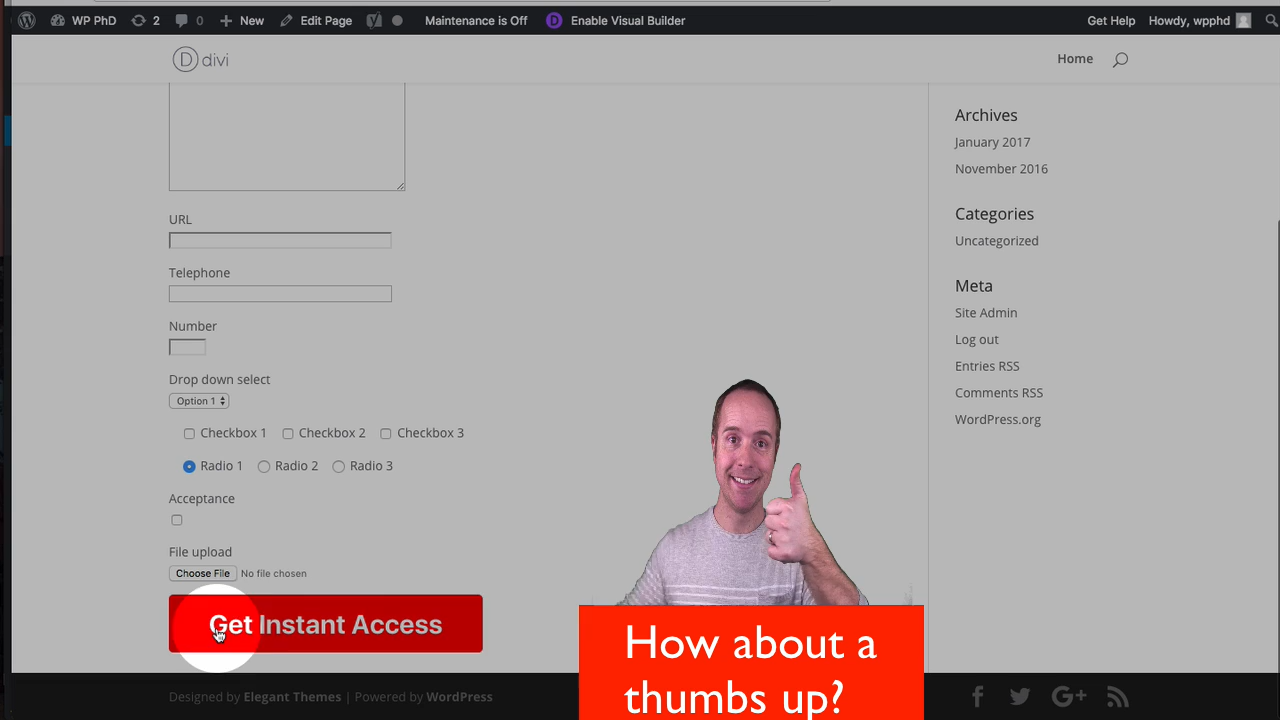 WP PhD 2 0 New Edit Page Maintenance is Off D Enable Visual Builder Get Help Howdy, wpphd
D divi Home
Archives
January 2017
November 2016
Categories
Uncategorized
Meta
Site Admin
Log out
Entries RSS
Comments RSS
WordPress.org
URL
Telephone
Number
Drop down select
Option 1
Checkbox 1 Checkbox 2 Checkbox 3
Radio 1 Radio 2 Radio 3
Acceptance
File upload
Choose File No file chosen
Get Instant Access
How about a
thumbs up?
Designed by Elegant Themes | Powered by WordPress